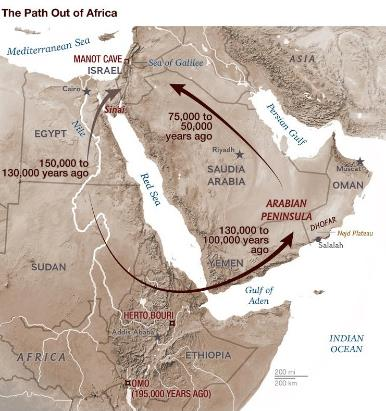 The Path Out of Africa
Mediterranean Sea
MANOT CAVE
ISRAEL
Sea of Galilee
ASIA
Cairo
Sinai
Nile
EGYPT
75,000 to
50,000
years ago
Persian Gulf
150,000 to
130,000 years ago
Riyadh
SAUDIA
ARABIA
Muscat
OMAN
Red Sea
ARABIAN
PENINSULA
DHOFAR
Nejd Plateau
Salalah
130,000 to
100,000 years
ago
YEMEN
SUDAN
Gulf of
Aden
HERTO BOURI
Addis Ababa
INDIAN
OCEAN
AFRICA
ETHIOPIA
OMO
(195,000 YEARS AGO)
200 mi
200 km